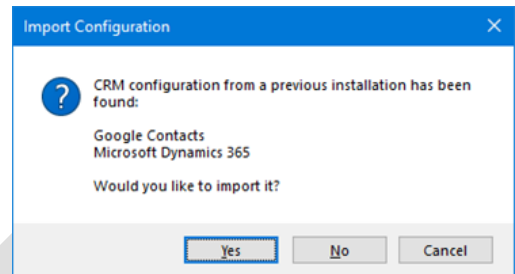 Import Configuration
CRM configuration from a previous installation has been
found:
Google Contacts
Microsoft Dynamics 365
Would you like to import it?
Yes
No
Cancel